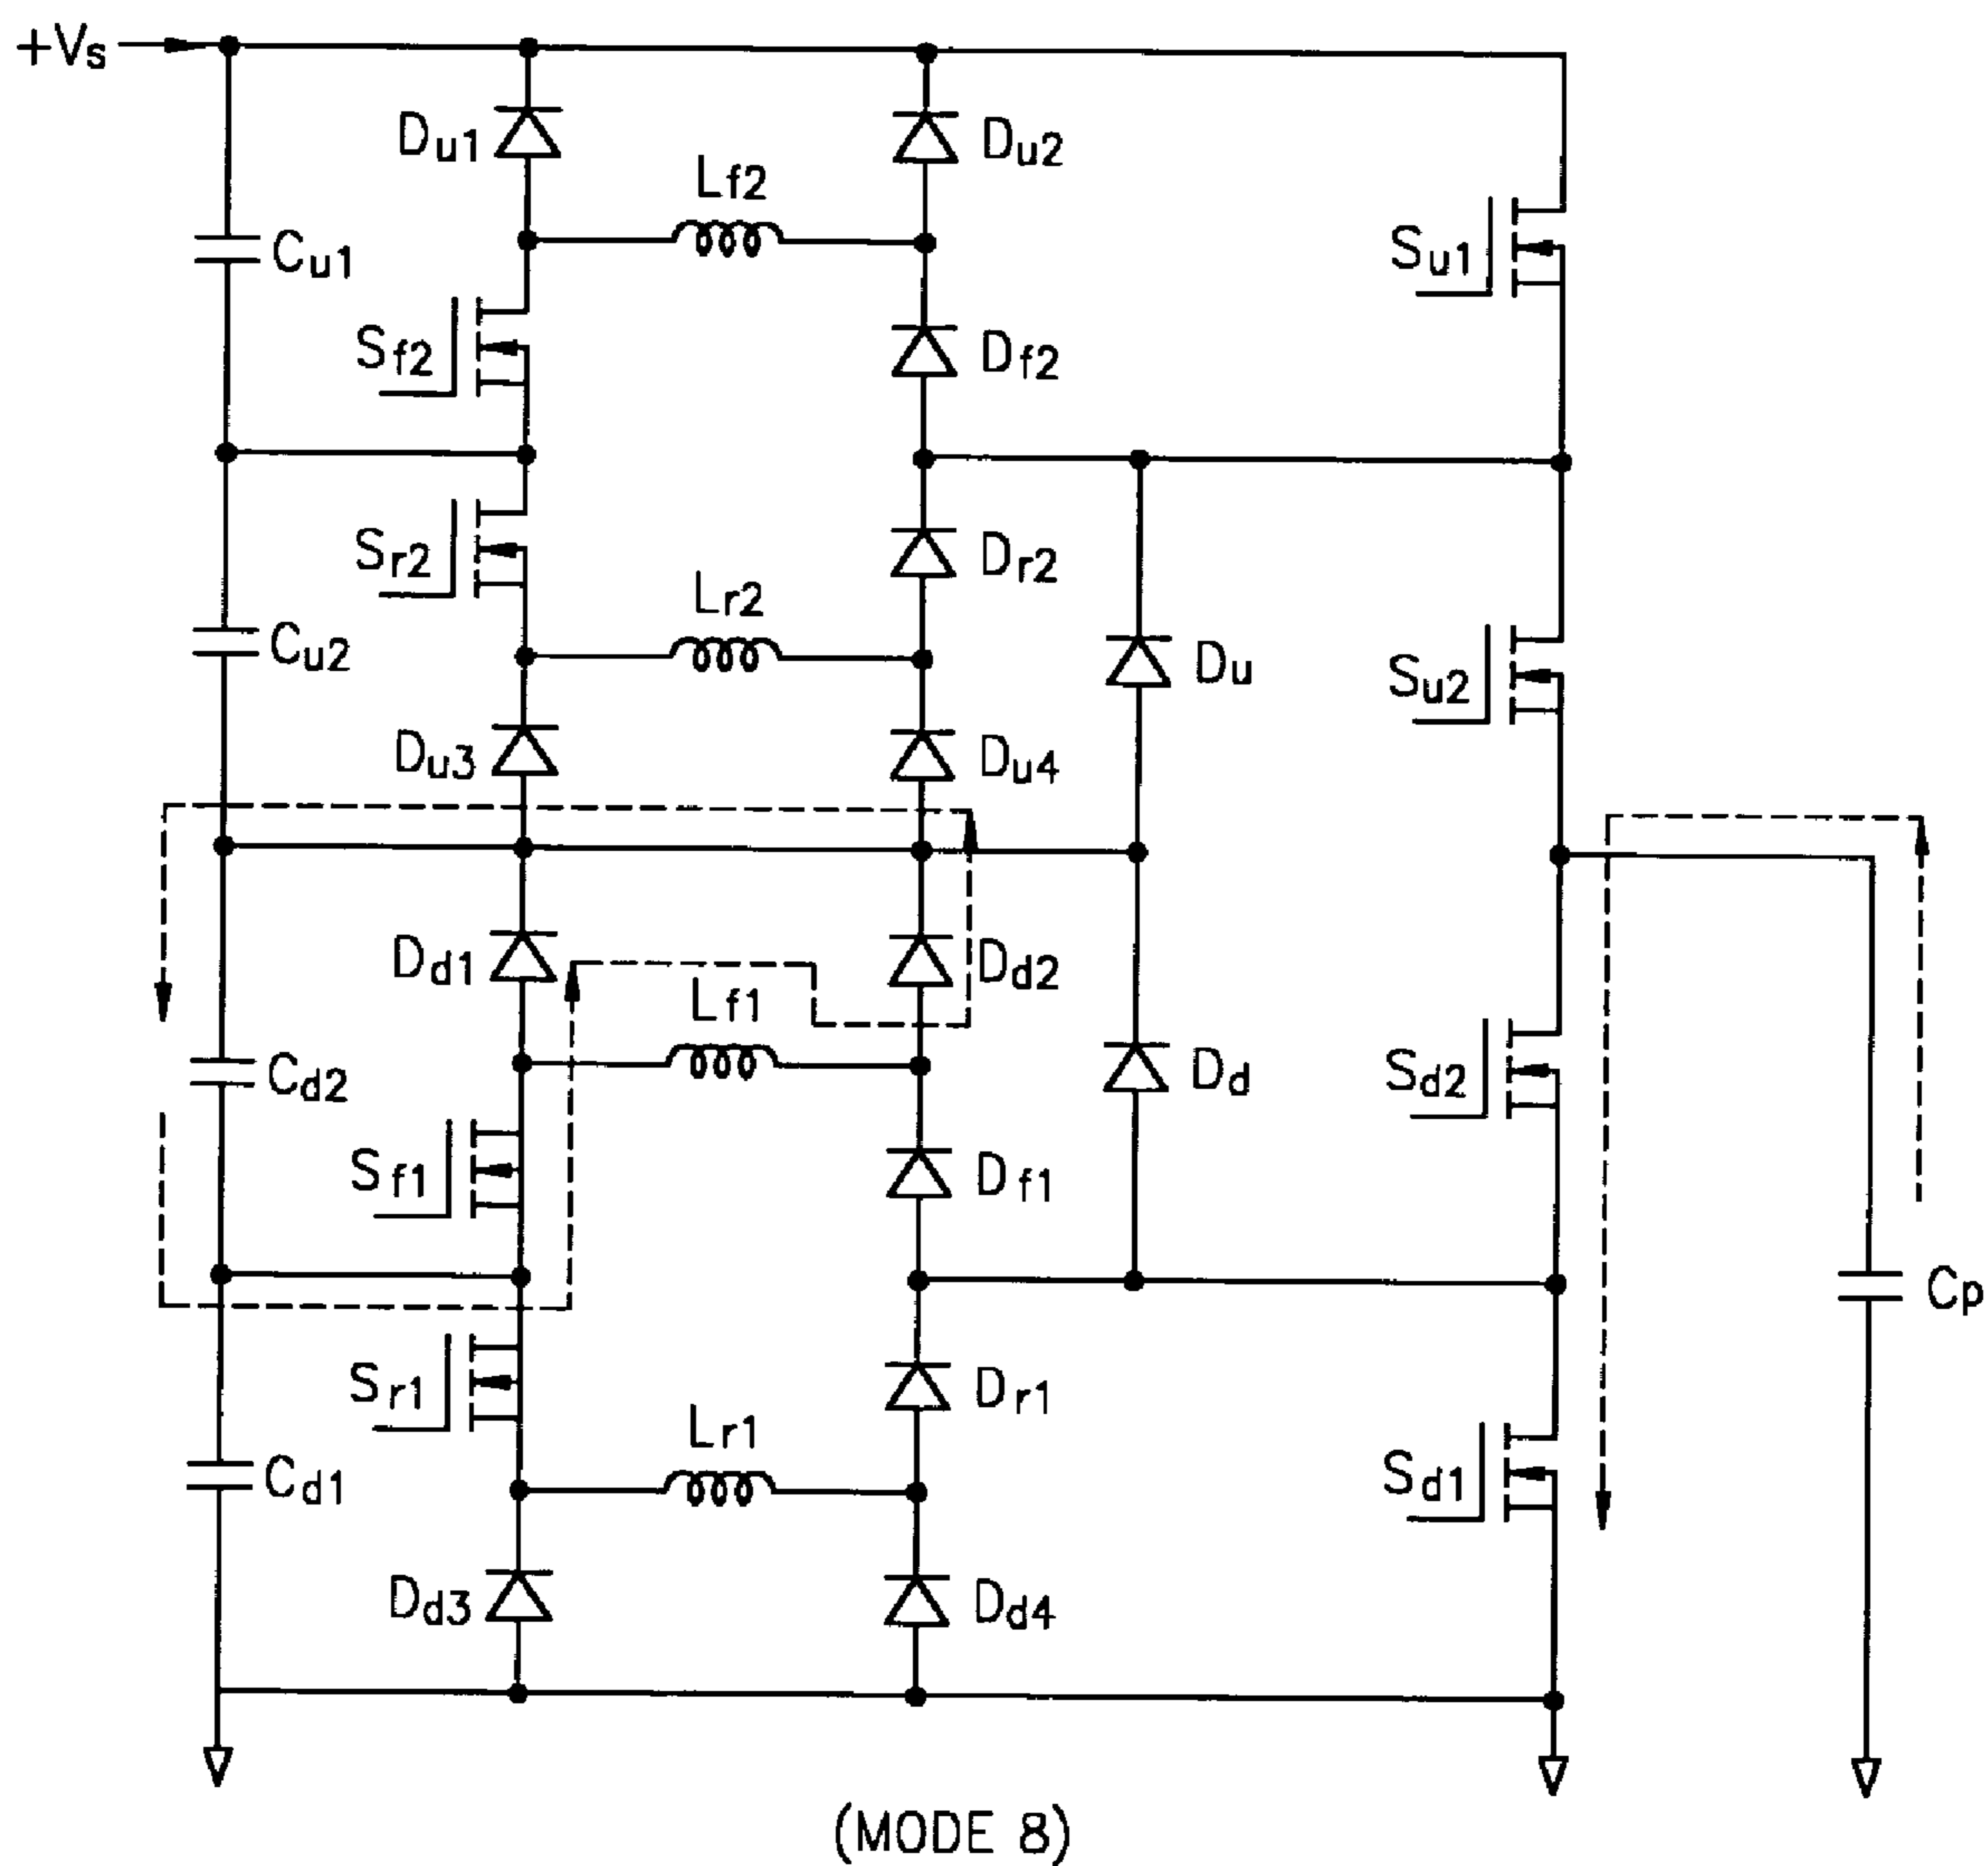 +Vs
Du1
Du2
Lf2
Cu1
Su1
Sf2
Df2
Sr2
Dr2
Lr2
Cu2
Du
Su2
Du3
Du4
Dd1
Dd2
Lf1
Cd2
Dd
Sd2
Sf1
Df1
Cp
Sr1
Dr1
Lr1
Cd1
Sd1
Dd3
Dd4
(MODE 8)